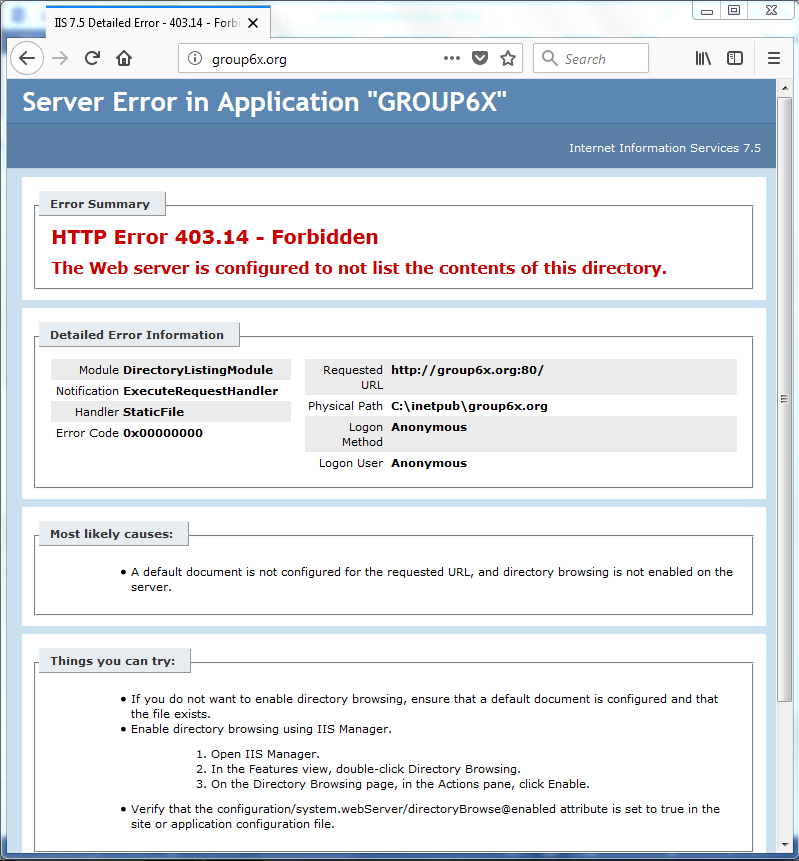 IIS 7.5 Detailed Error - 403.14 - Forbi
group6x.org
Search
Server Error in Application "GROUP6X"
Internet Information Services 7.5
Error Summary
HTTP Error 403.14 - Forbidden
The Web server is configured to not list the contents of this directory.
Detailed Error Information
Module DirectoryListingModule
Notification ExecuteRequestHandler
Handler StaticFile
Error Code 0x00000000
Requested http://group6x.org:80/
URL
Physical Path C:\inetpub\group6x.org
Logon Anonymous
Method
Logon User Anonymous
Most likely causes:
• A default document is not configured for the requested URL, and directory browsing is not enabled on the
server.
Things you can try:
• If you do not want to enable directory browsing, ensure that a default document is configured and that
the file exists.
• Enable directory browsing using IIS Manager.
1. Open IIS Manager.
2. In the Features view, double-click Directory Browsing.
3. On the Directory Browsing page, in the Actions pane, click Enable.
• Verify that the configuration/system.webServer/directoryBrowse@enabled attribute is set to true in the
site or application configuration file.